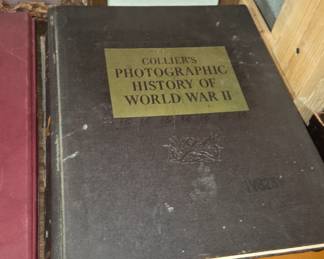 COLLIER'S
PHOTOGRAPHIC
HISTORY OF
WORLD WAR II